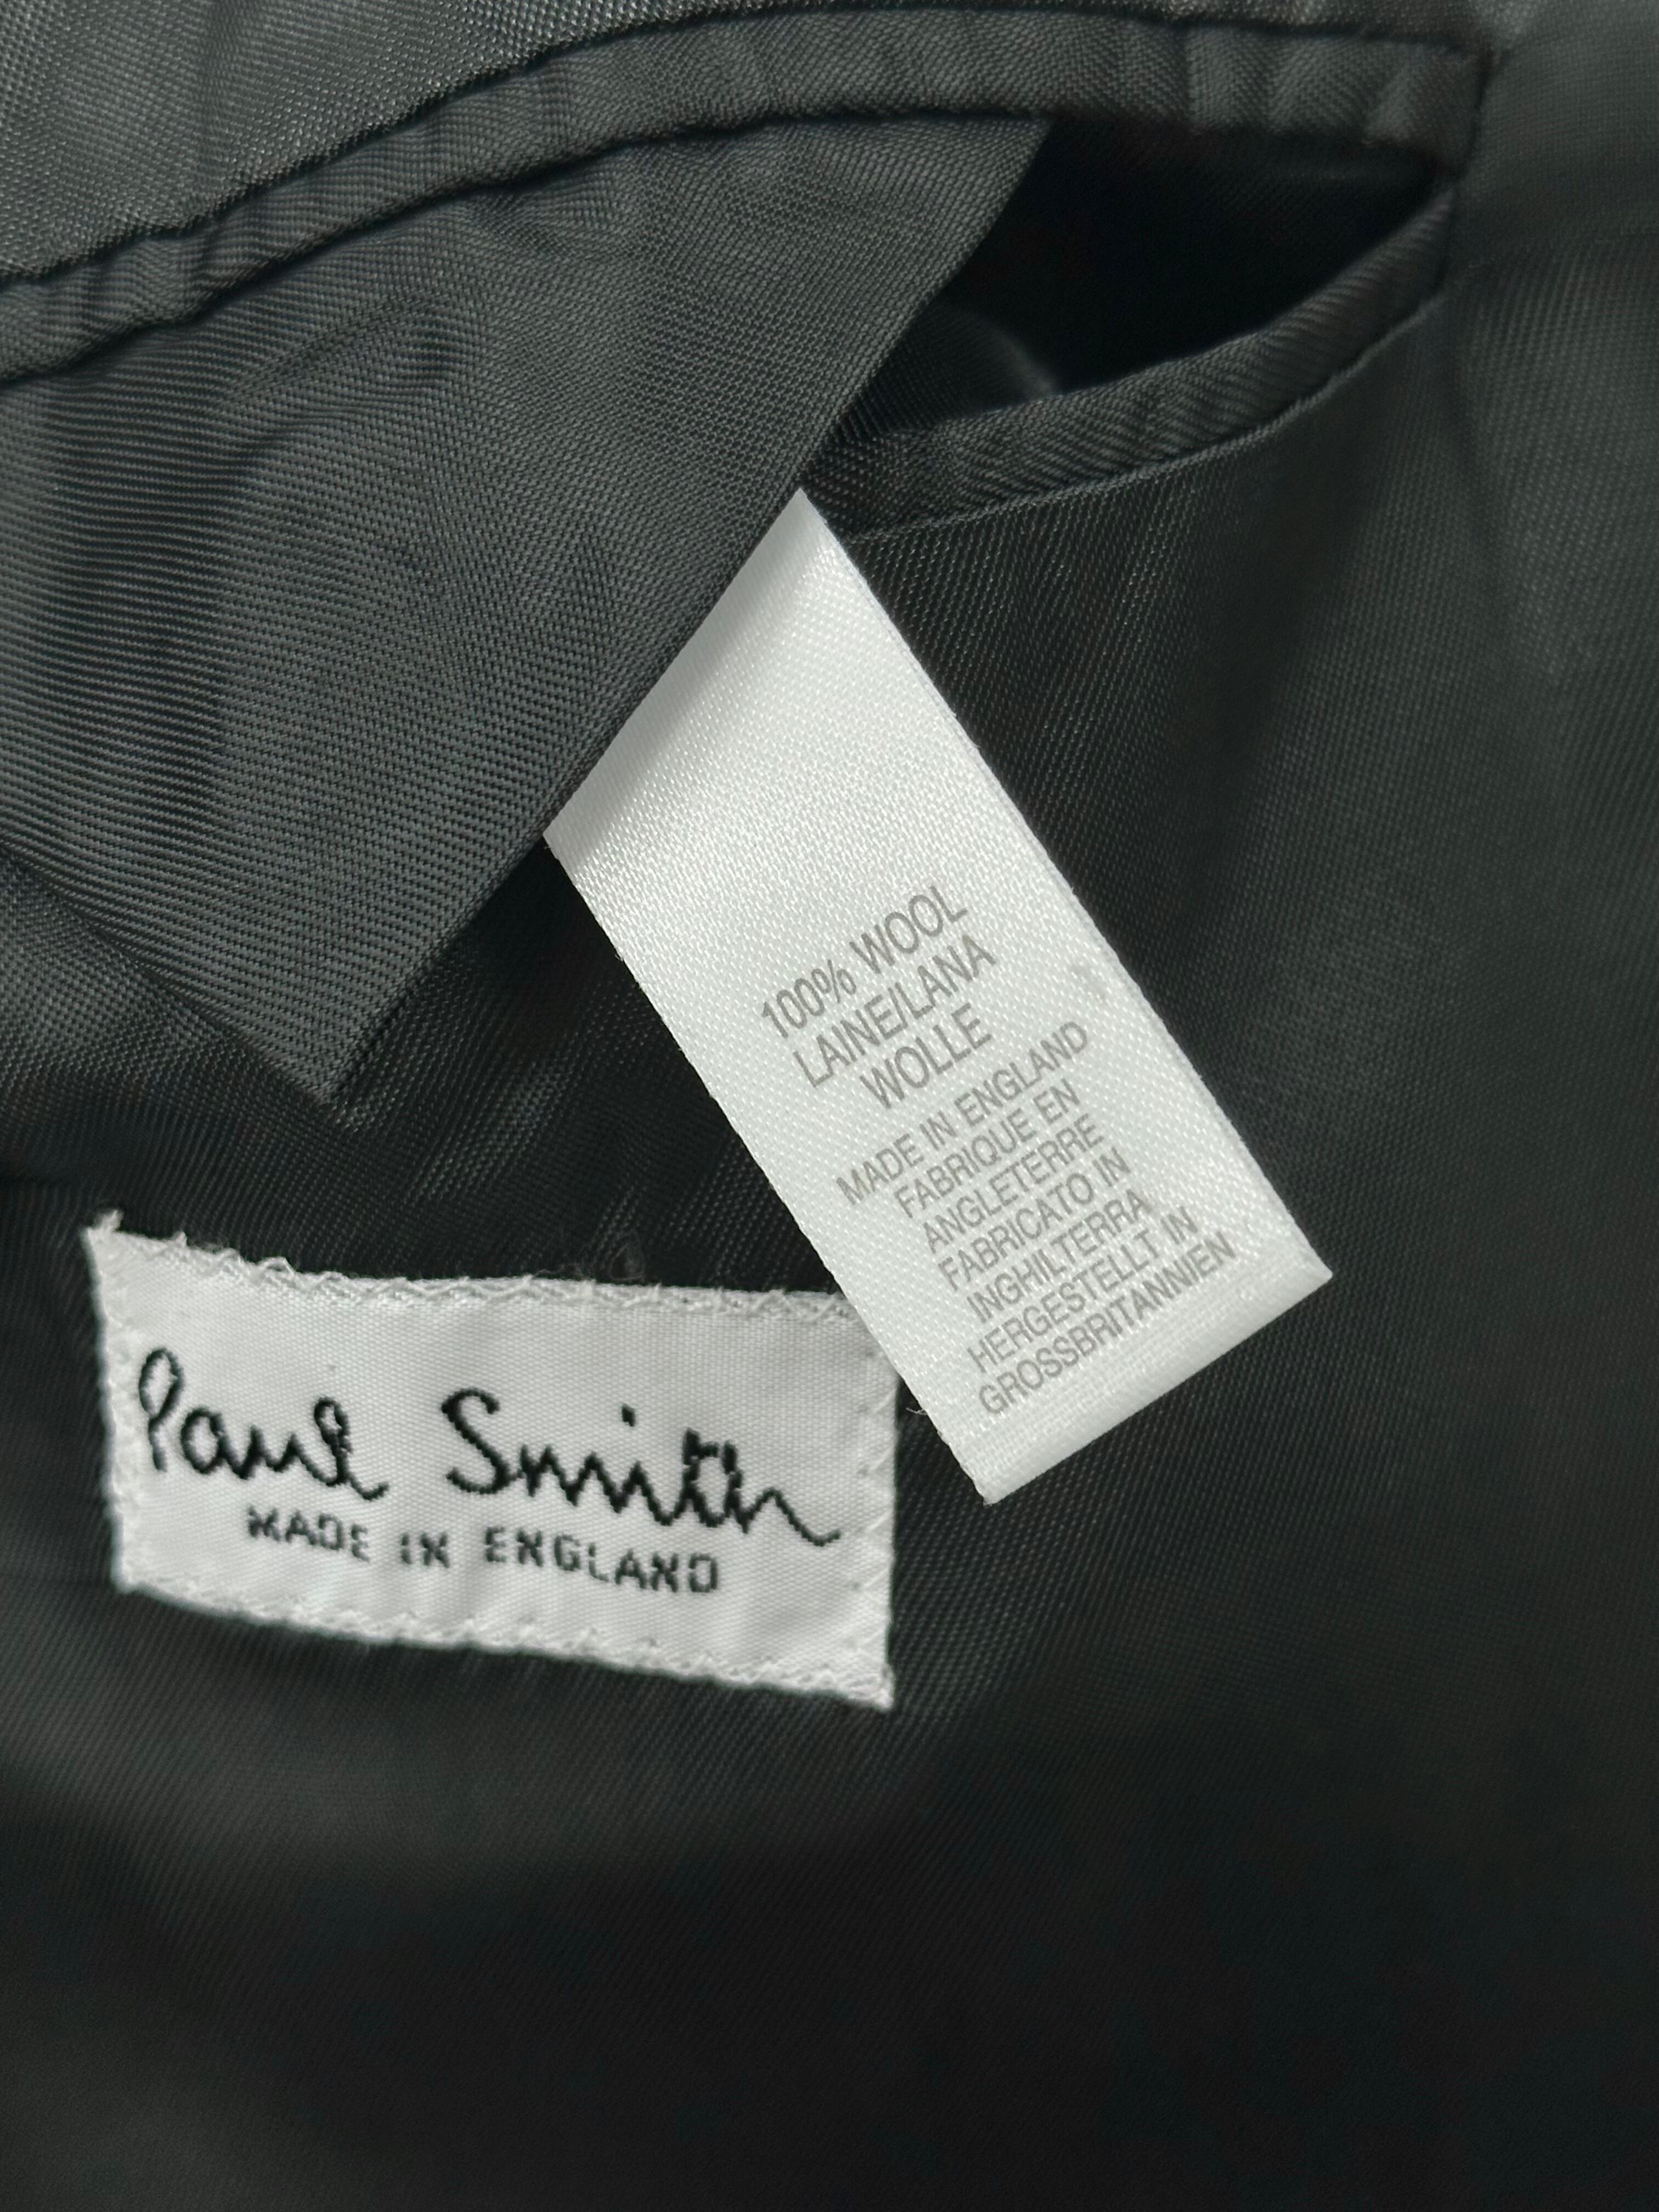 100% WOOL
LAINE/LANA
WOLLE
MADE IN ENGLAND
FABRIQUE EN
ANGLETERRE
FABRICATO IN
INGHILTERRA
HERGESTELLT IN
GROSSBRITANNIEN
Paul Smith
MADE IN ENGLAND